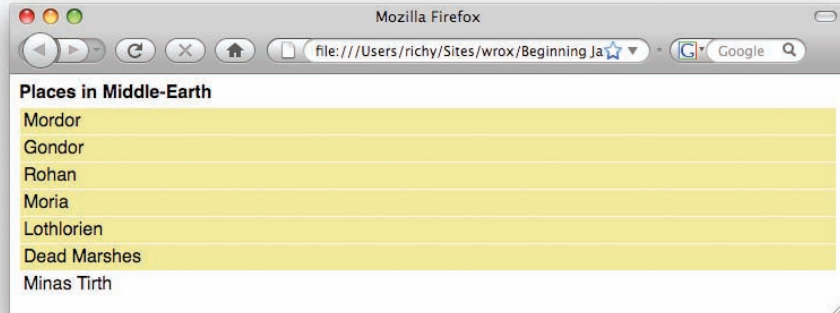 Mozilla Firefox
file:///Users/richy/Sites/wrox/Beginning Ja
G Google
Places in Middle-Earth
Mordor
Gondor
Rohan
Moria
Lothlorien
Dead Marshes
Minas Tirth